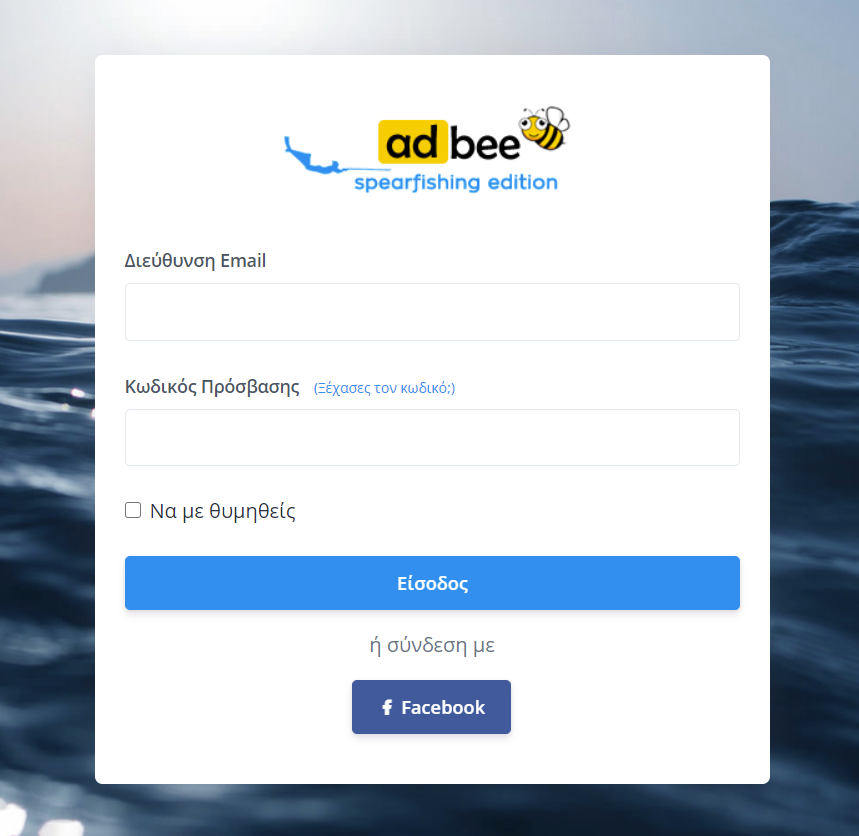 ad bee
spearfishing edition
Διεύθυνση Email
Κωδικός Πρόσβασης (Ξέχασες τον κωδικό;)
Να με θυμηθείς
Είσοδος
ή σύνδεση με
f Facebook